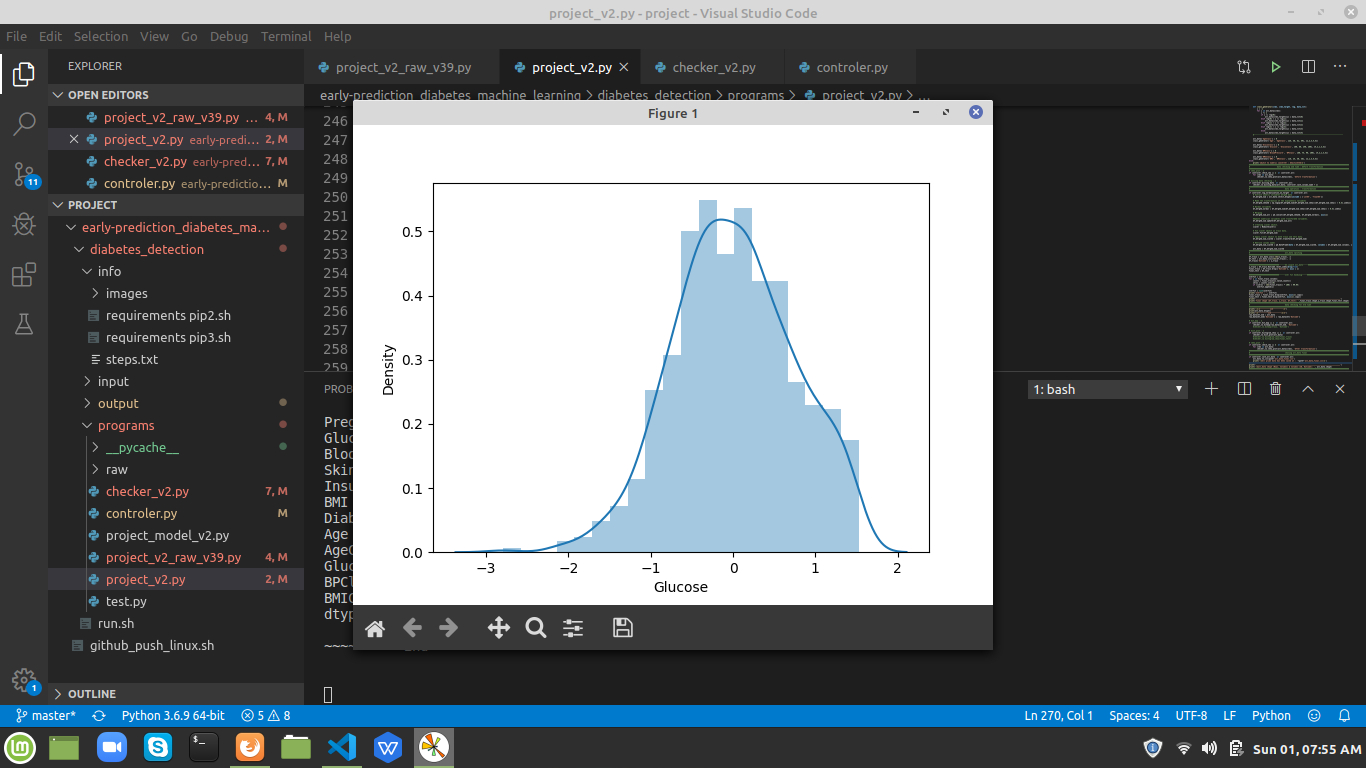 project_v2.py - project - Visual Studio Code
File Edit Selection View Go Debug Terminal Help
EXPLORER
OPEN EDITORS
project_v2_raw_v39.py ... 4, M
project_v2.py early-predi... 2, M
checker_v2.py early-pred... 7, M
controler.py early-predictio... M
PROJECT
early-prediction_diabetes_ma...
diabetes_detection
info
images
requirements pip2.sh
requirements pip3.sh
steps.txt
input
output
programs
__pycache__
raw
checker_v2.py 7, M
controler.py M
project_model_v2.py
project_v2_raw_v39.py 4, M
project_v2.py 2, M
test.py
run.sh
github_push_linux.sh
OUTLINE
11
1
project_v2_raw_v39.py project_v2.py checker_v2.py controler.py
early-prediction_diabetes_machine_learning > diabetes_detection > programs > project_v2.py > ...
246
247
248
249
250
251
252
253
254
255
256
257
258
259
Figure 1
Density
0.5
0.4
0.3
0.2
0.1
0.0
−3 −2 −1 0 1 2
Glucose
PROB
1: bash
Preg
Gluc
Bloo
Skin
Insu
BMI
Diab
Age
AgeC
Gluc
BPCl
BMIC
dtyp
~~~~
master* Python 3.6.9 64-bit 5 8 Ln 270, Col 1 Spaces: 4 UTF-8 LF Python
Sun 01, 07:55 AM